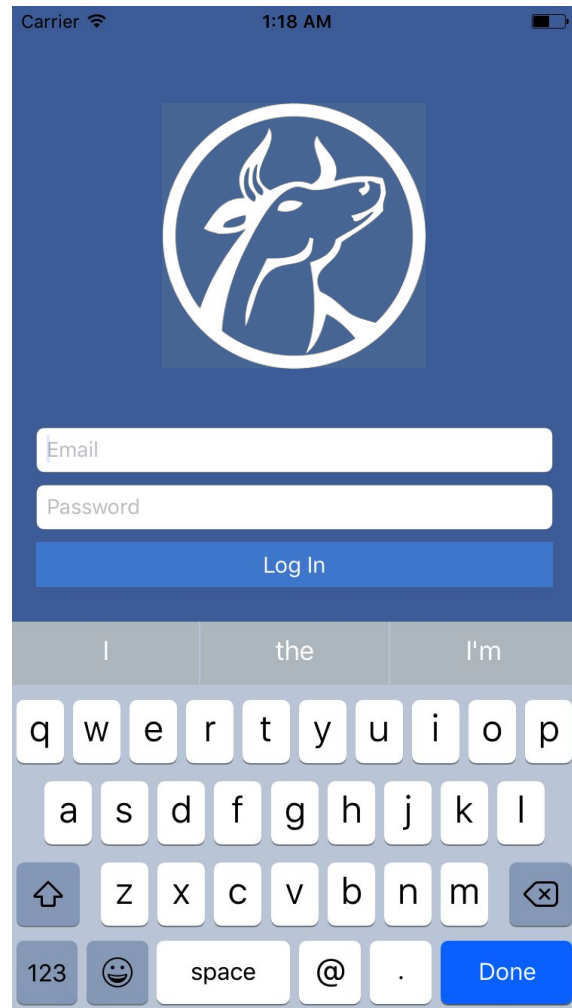 Carrier 1:18 AM
Email
Password
Log In
I the I'm
q w e r t y u i o p
a s d f g h j k l
z x c v b n m
123 space @ . Done